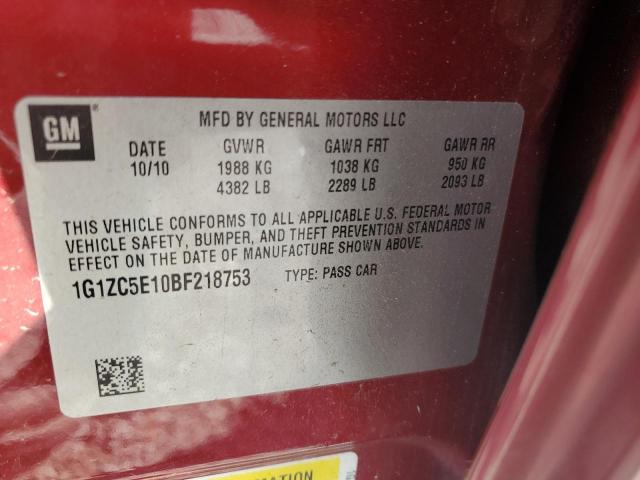 GM
MFD BY GENERAL MOTORS LLC
DATE GVWR GAWR FRT GAWR RR
10/10 1988 KG 1038 KG 950 KG
4382 LB 2289 LB 2093 LB
THIS VEHICLE CONFORMS TO ALL APPLICABLE U.S. FEDERAL MOTOR
VEHICLE SAFETY, BUMPER, AND THEFT PREVENTION STANDARDS IN
EFFECT ON THE DATE OF MANUFACTURE SHOWN ABOVE.
1G1ZC5E10BF218753 TYPE: PASS CAR